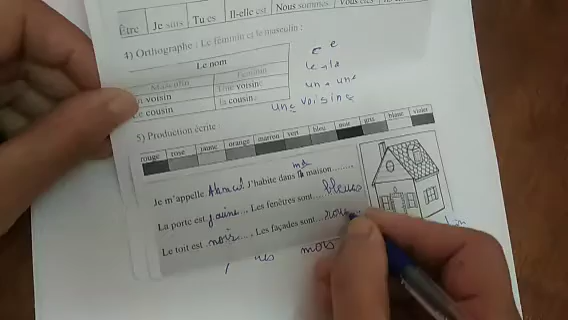 Être Je suis Tu es Il-elle est Nous sommes Vous êtes
4) Orthographe : Le féminin et le masculin :
e e
Le nom
le → la
Masculin Féminin
un voisin Une voisine
un → une
Le cousin la cousine
une voisine
5) Production écrite
rouge rose jaune orange marron vert bleu noir gris blanc violet
ma
Je m'appelle Ahmed J'habite dans maison........
La porte est jaune... Les fenêtres sont... bleues
Le toit est noir.... Les façades sont...